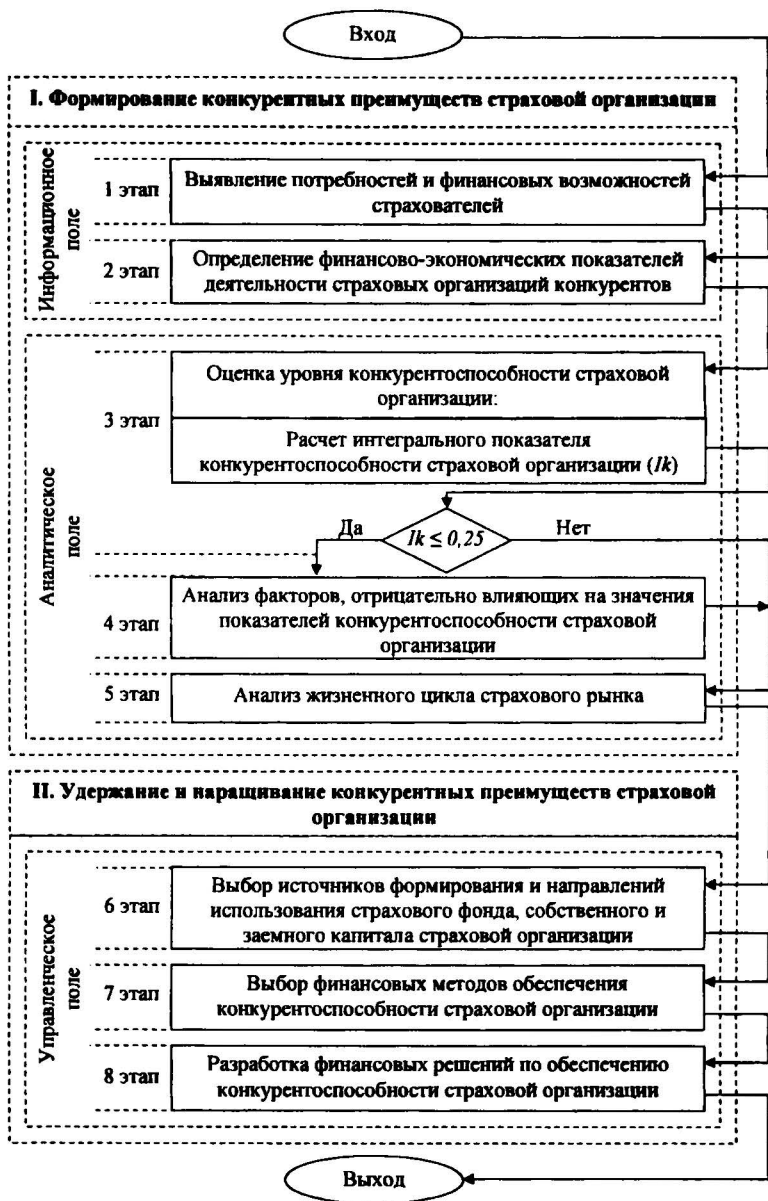 Вход
I. Формирование конкурентных преимуществ страховой организации
Информационное
поле
1 этап
Выявление потребностей и финансовых возможностей
страхователей
2 этап
Определение финансово-экономических показателей
деятельности страховых организаций конкурентов
Аналитическое
поле
3 этап
Оценка уровня конкурентоспособности страховой
организации:
Расчет интегрального показателя
конкурентоспособности страховой организации (Ik)
Да
Ik ≤ 0,25
Нет
4 этап
Анализ факторов, отрицательно влияющих на значения
показателей конкурентоспособности страховой
организации
5 этап
Анализ жизненного цикла страхового рынка
II. Удержание и наращивание конкурентных преимуществ страховой
организации
Управленческое
поле
6 этап
Выбор источников формирования и направлений
использования страхового фонда, собственного и
заемного капитала страховой организации
7 этап
Выбор финансовых методов обеспечения
конкурентоспособности страховой организации
8 этап
Разработка финансовых решений по обеспечению
конкурентоспособности страховой организации
Выход